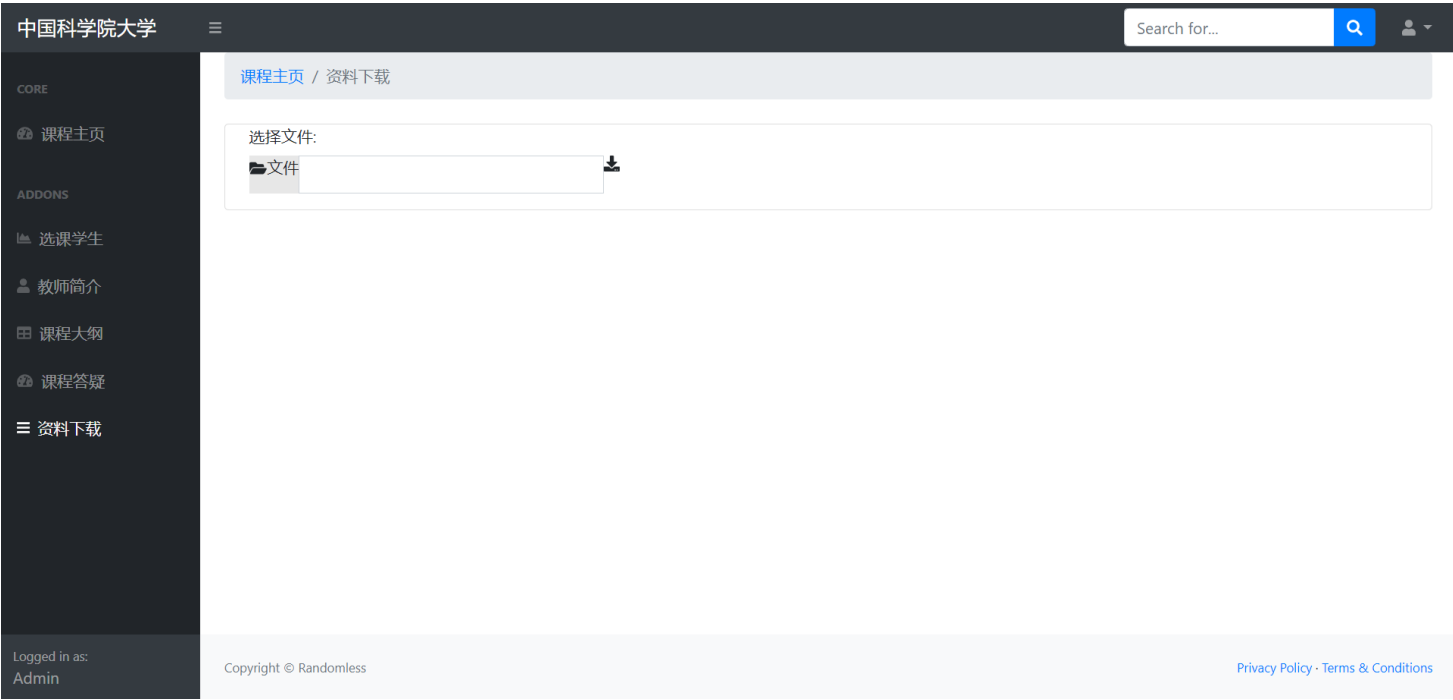 中国科学院大学
Search for...
CORE
课程主页
ADDONS
选课学生
教师简介
课程大纲
课程答疑
资料下载
Logged in as:
Admin
课程主页 / 资料下载
选择文件:
文件
Copyright © Randomless
Privacy Policy · Terms & Conditions